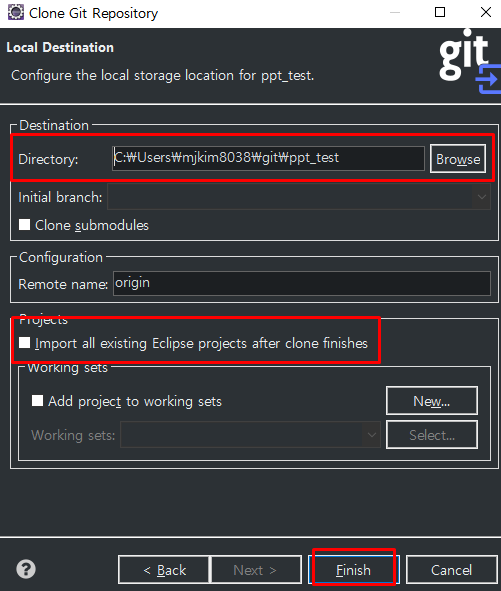 Clone Git Repository
Local Destination
Configure the local storage location for ppt_test.
git
Destination
Directory: C:₩Users₩mjkim8038₩git₩ppt_test Browse
Initial branch:
Clone submodules
Configuration
Remote name: origin
Projects
Import all existing Eclipse projects after clone finishes
Working sets
Add project to working sets New...
Working sets: Select...
? < Back Next > Finish Cancel